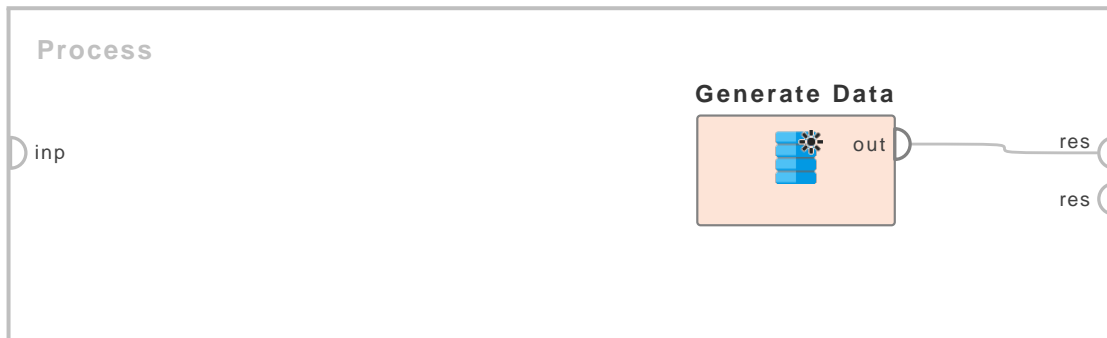 Process
Generate Data
inp
out
res
res